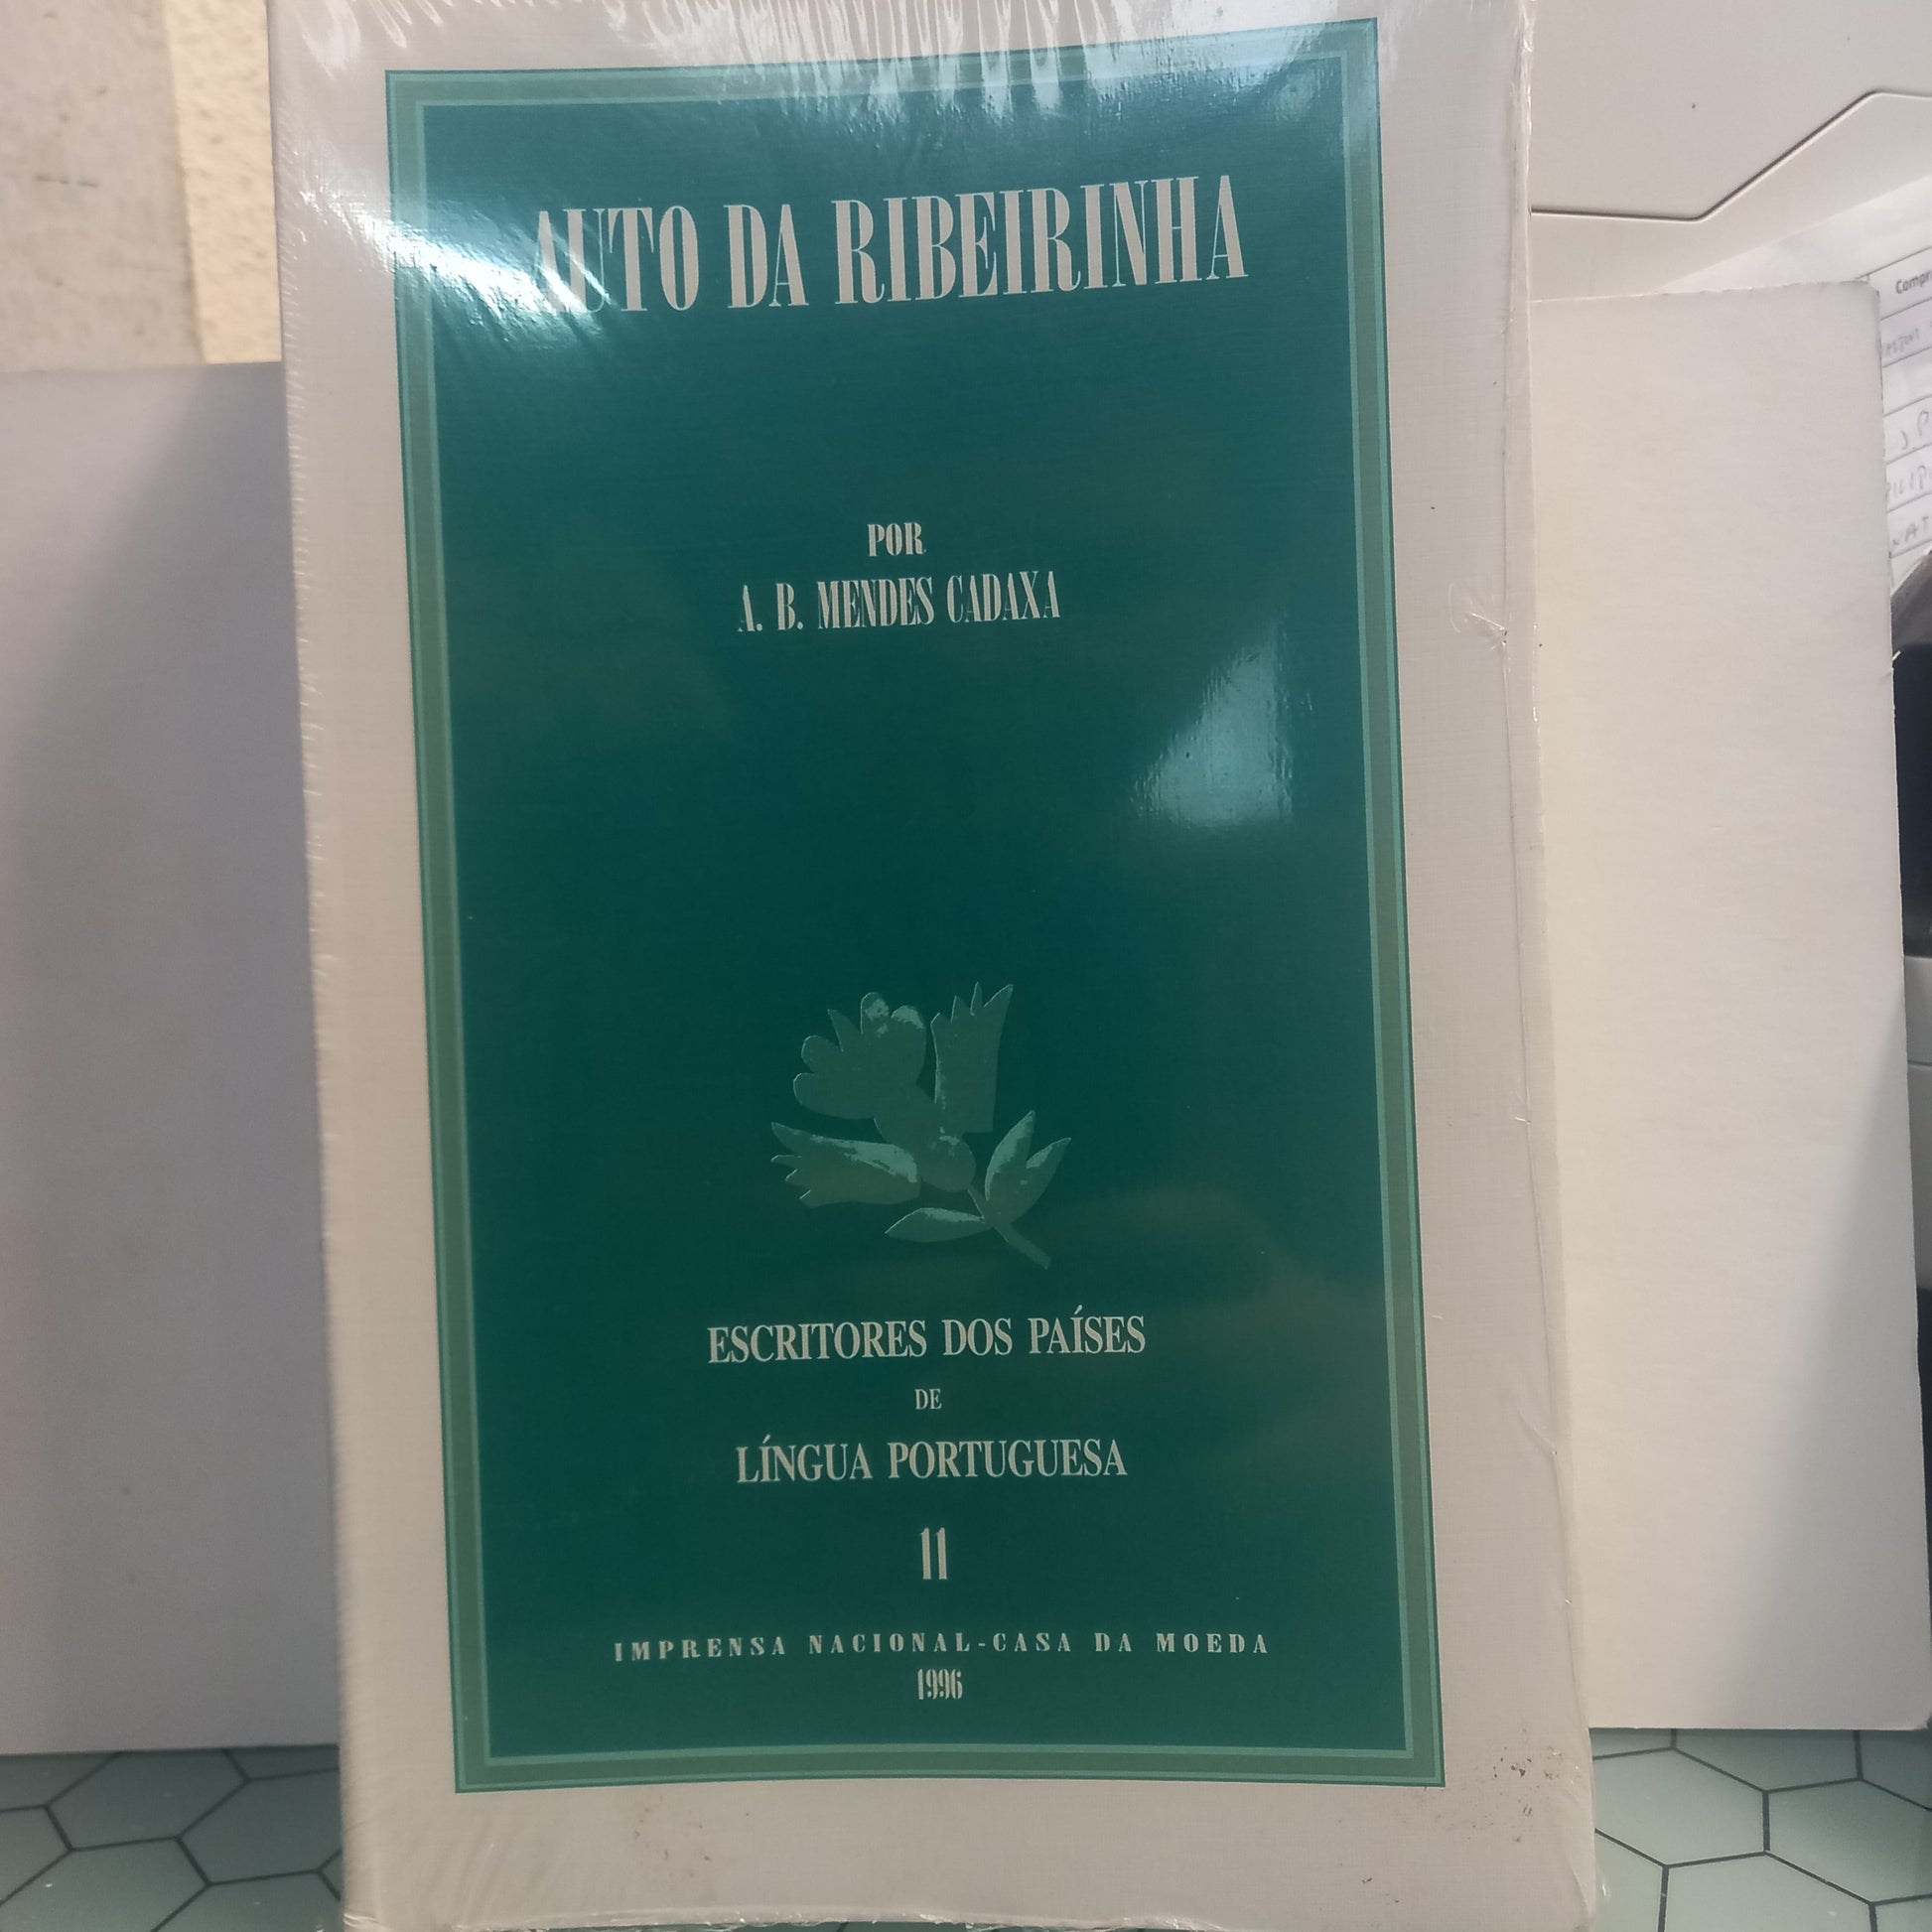 AUTO DA RIBEIRINHA
POR
A. B. MENDES CADAXA
ESCRITORES DOS PAÍSES
DE
LÍNGUA PORTUGUESA
11
IMPRENSA NACIONAL-CASA DA MOEDA
1996